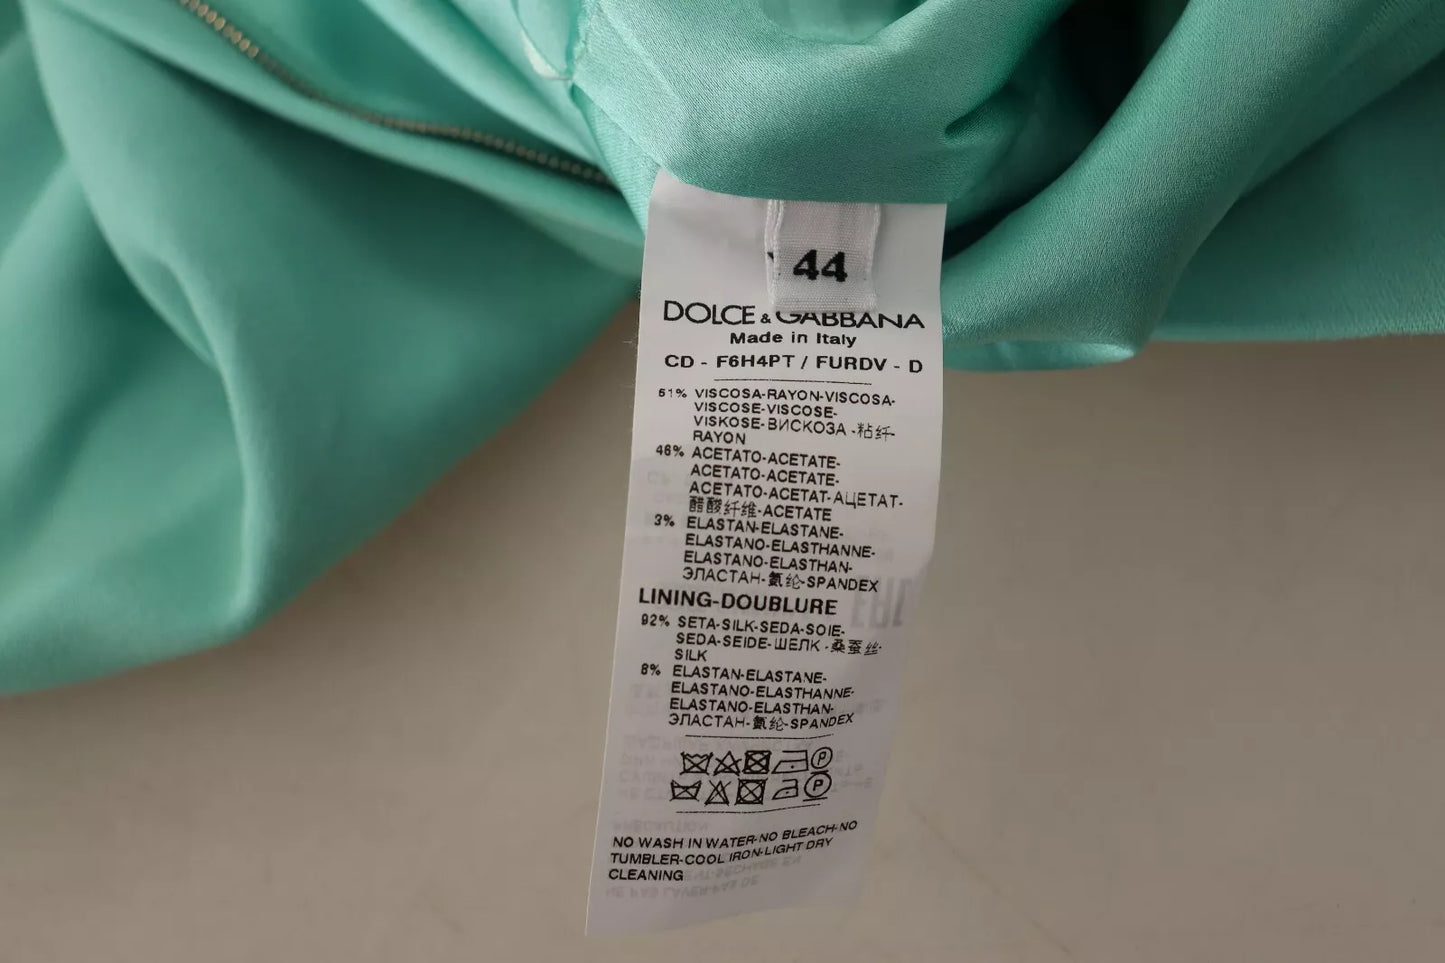 44
DOLCE & GABBANA
Made in Italy
CD - F6H4PT / FURDV - D
51% VISCOSA-RAYON-VISCOSA-
VISCOSE-VISCOSE-
VISKOSE-ВИСКОЗА-粘纤-
RAYON
46% ACETATO-ACETATE-
ACETATO-ACETATE-
ACETATO-ACETAT-АЦЕТАТ-
醋酸纤维-ACETATE
3% ELASTAN-ELASTANE-
ELASTANO-ELASTHANNE-
ELASTANO-ELASTHAN-
ЭЛАСТАН-氨纶-SPANDEX
LINING-DOUBLURE
92% SETA-SILK-SEDA-SOIE-
SEDA-SEIDE-ШЕЛК-桑蚕丝-
SILK
8% ELASTAN-ELASTANE-
ELASTANO-ELASTHANNE-
ELASTANO-ELASTHAN-
ЭЛАСТАН-氨纶-SPANDEX
P
P
NO WASH IN WATER-NO BLEACH-NO
TUMBLER-COOL IRON-LIGHT DRY
CLEANING